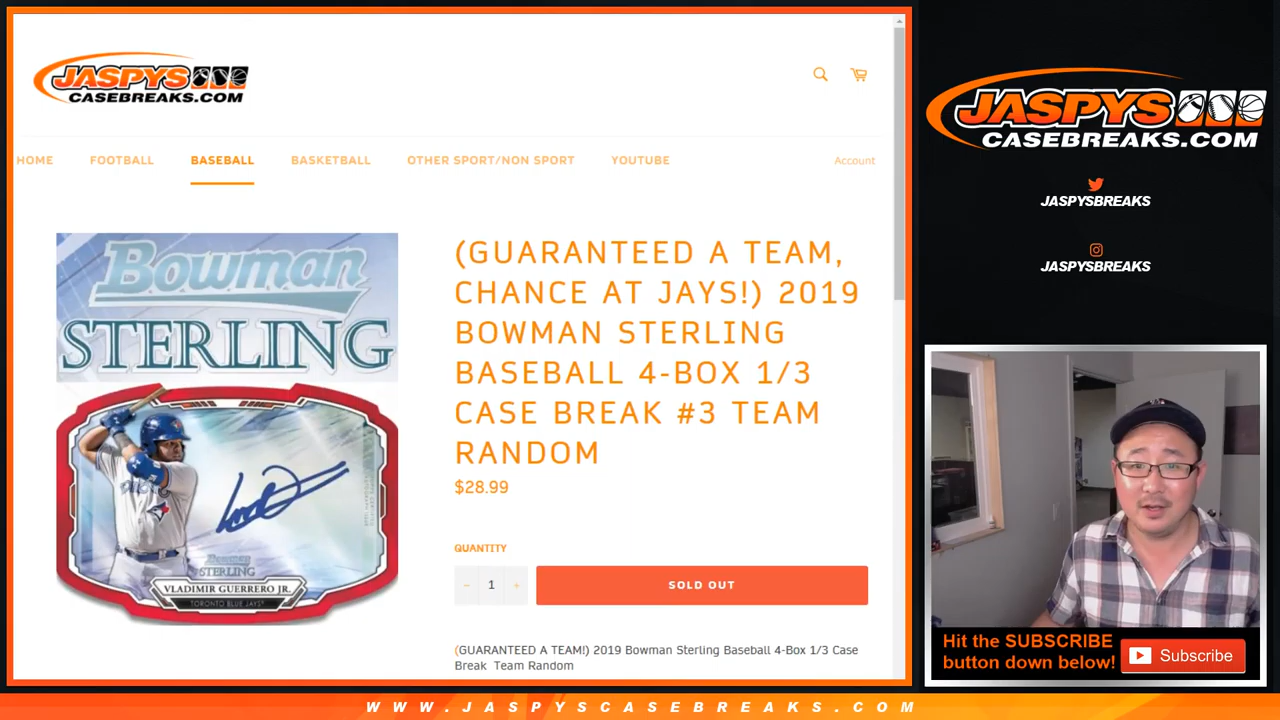 JASPYS
CASEBREAKS.COM
HOME
FOOTBALL
BASEBALL
BASKETBALL
OTHER SPORT/NON SPORT
YOUTUBE
Account
Bowman
STERLING
Bowman
STERLING
VLADIMIR GUERRERO JR.
TORONTO BLUE JAYS
(GUARANTEED A TEAM,
CHANCE AT JAYS!) 2019
BOWMAN STERLING
BASEBALL 4-BOX 1/3
CASE BREAK #3 TEAM
RANDOM
$28.99
QUANTITY
− 1 +
SOLD OUT
(GUARANTEED A TEAM!) 2019 Bowman Sterling Baseball 4-Box 1/3 Case
Break Team Random
JASPYS
CASEBREAKS.COM
JASPYSBREAKS
JASPYSBREAKS
Hit the SUBSCRIBE
button down below!
Subscribe
WWW.JASPYSCASEBREAKS.COM